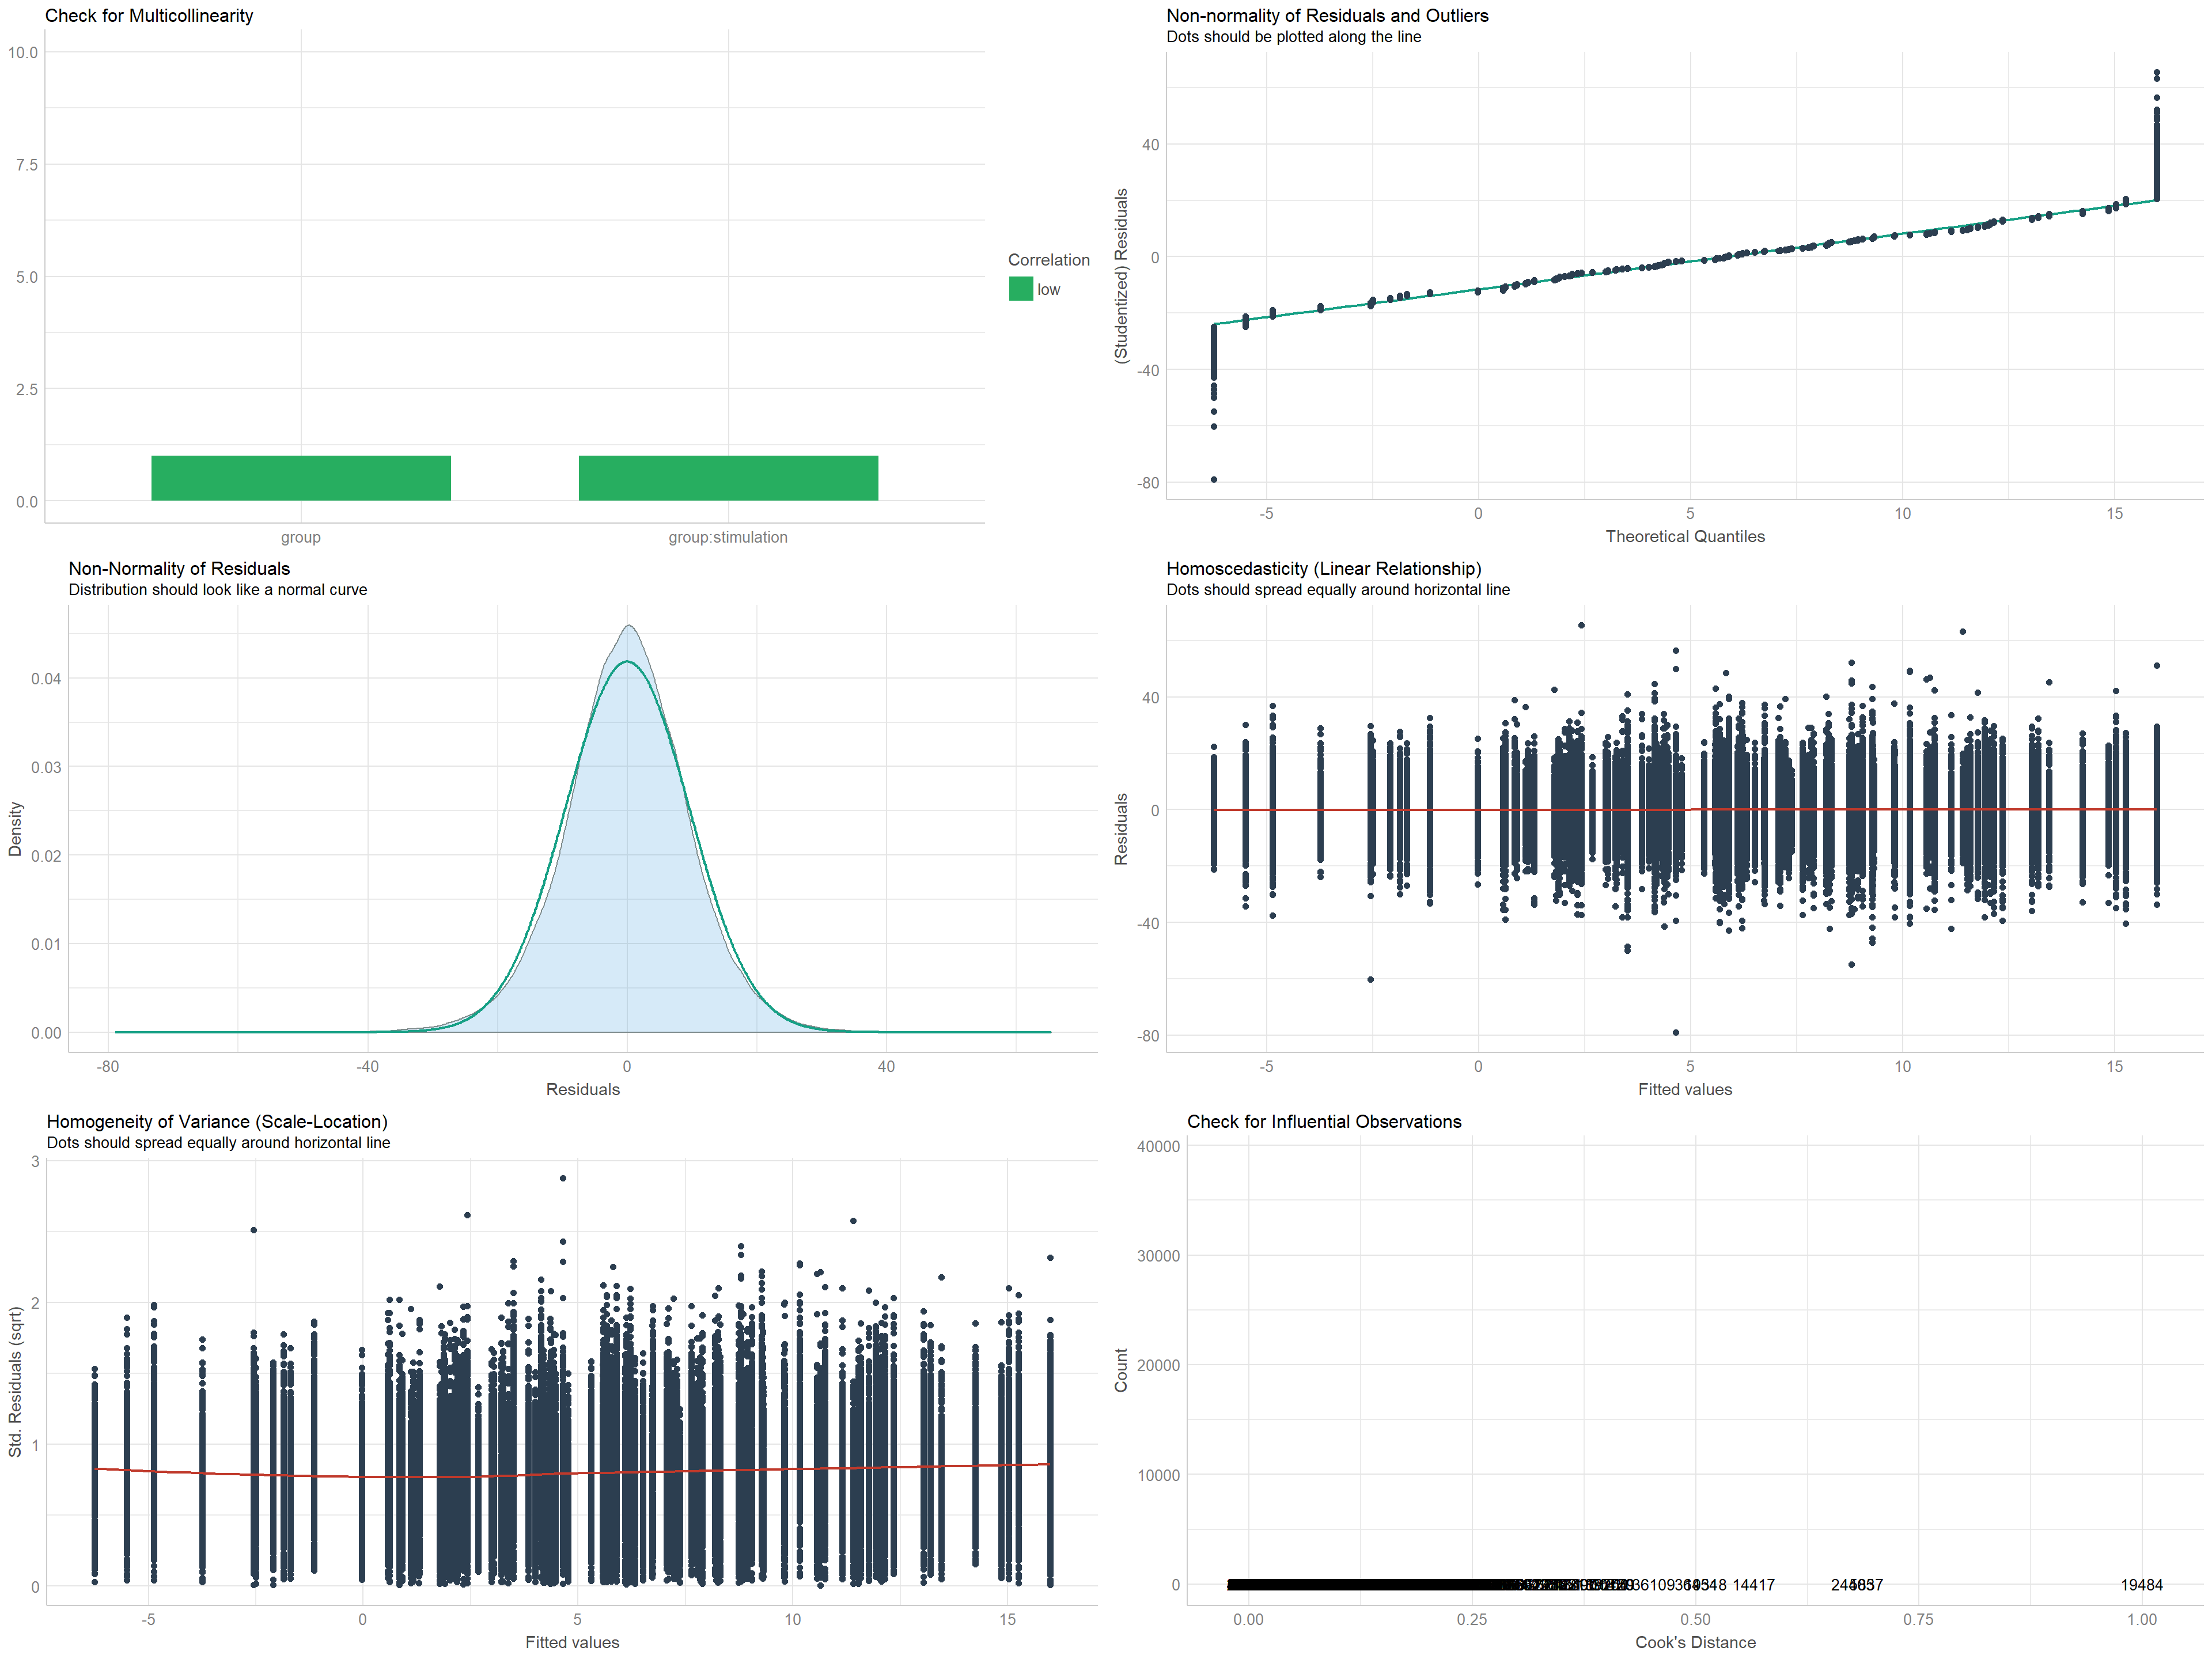 Check for Multicollinearity
10.0
7.5
5.0
2.5
0.0
group
group:stimulation
Correlation
low
Non-normality of Residuals and Outliers
Dots should be plotted along the line
(Studentized) Residuals
40
0
-40
-80
-5
0
5
10
15
Theoretical Quantiles
Non-Normality of Residuals
Distribution should look like a normal curve
Density
0.04
0.03
0.02
0.01
0.00
-80
-40
0
40
Residuals
Homoscedasticity (Linear Relationship)
Dots should spread equally around horizontal line
Residuals
40
0
-40
-80
-5
0
5
10
15
Fitted values
Homogeneity of Variance (Scale-Location)
Dots should spread equally around horizontal line
Std. Residuals (sqrt)
3
2
1
0
-5
0
5
10
15
Fitted values
Check for Influential Observations
Count
40000
30000
20000
10000
0
14417
19484
0.00
0.25
0.50
0.75
1.00
Cook's Distance